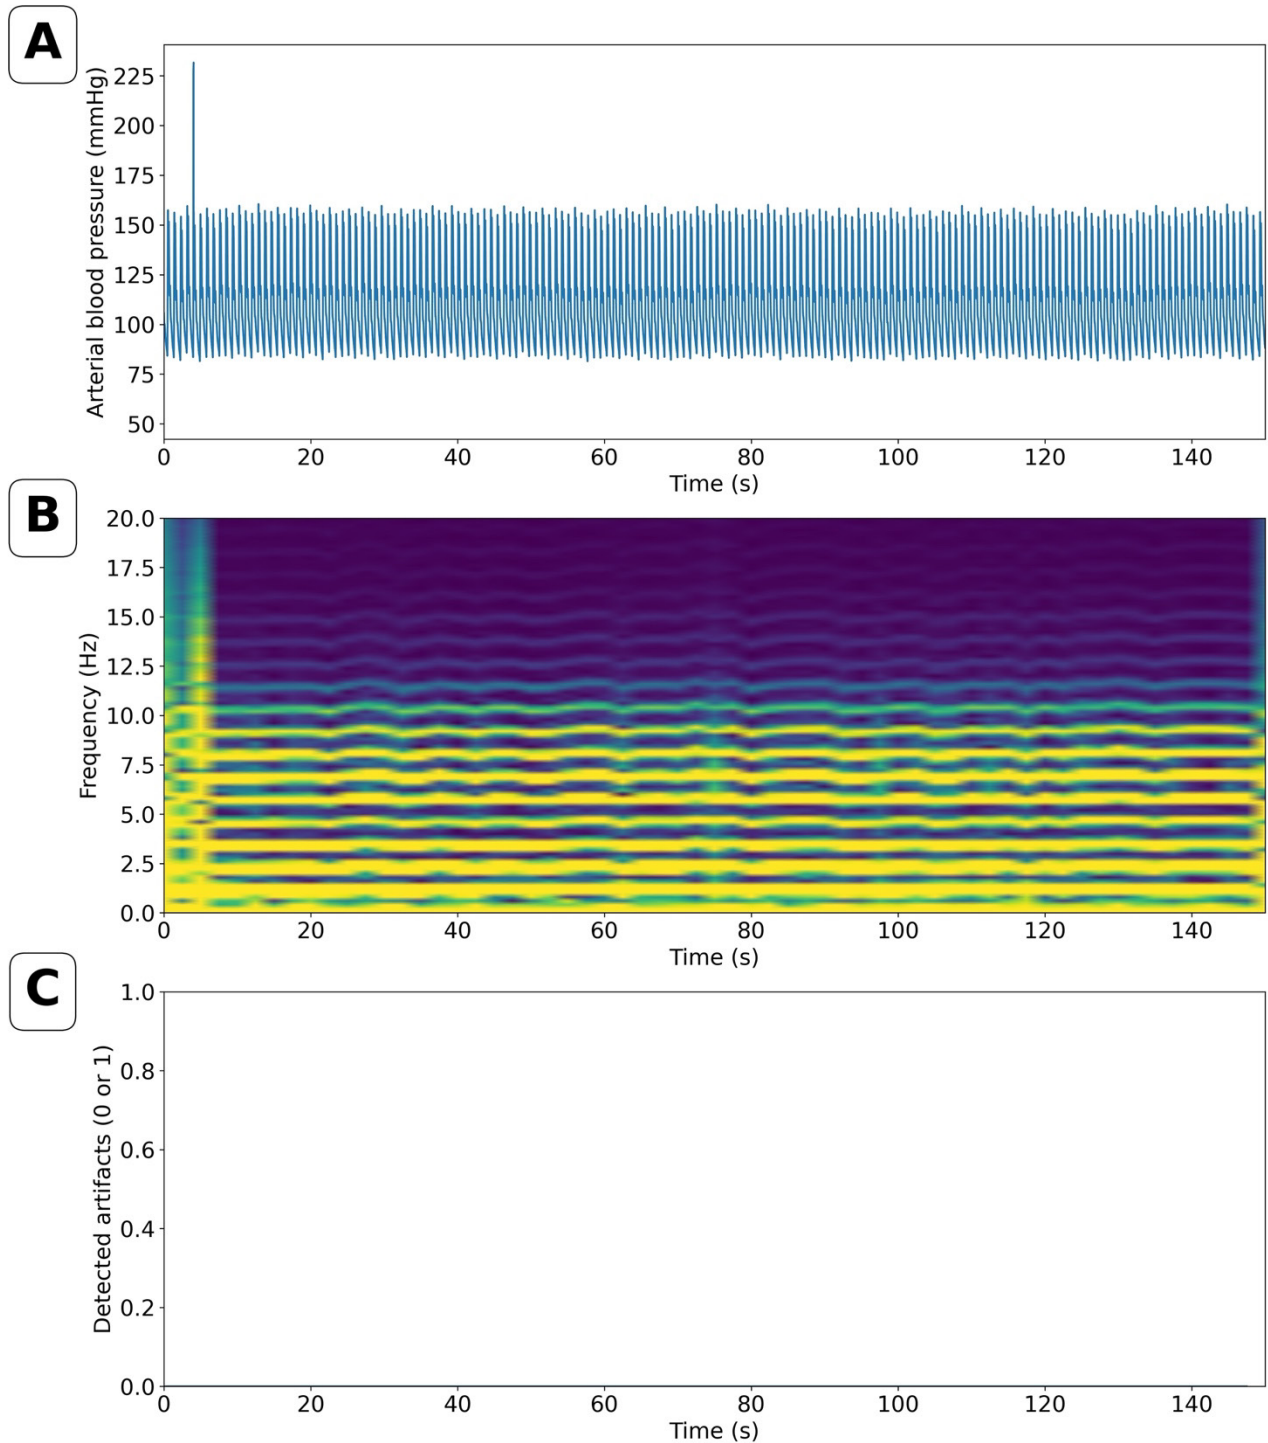 A
Arterial blood pressure (mmHg)
225
200
175
150
125
100
75
50
0 20 40 60 80 100 120 140
Time (s)
B
Frequency (Hz)
20.0
17.5
15.0
12.5
10.0
7.5
5.0
2.5
0.0
0 20 40 60 80 100 120 140
Time (s)
C
Detected artifacts (0 or 1)
1.0
0.8
0.6
0.4
0.2
0.0
0 20 40 60 80 100 120 140
Time (s)